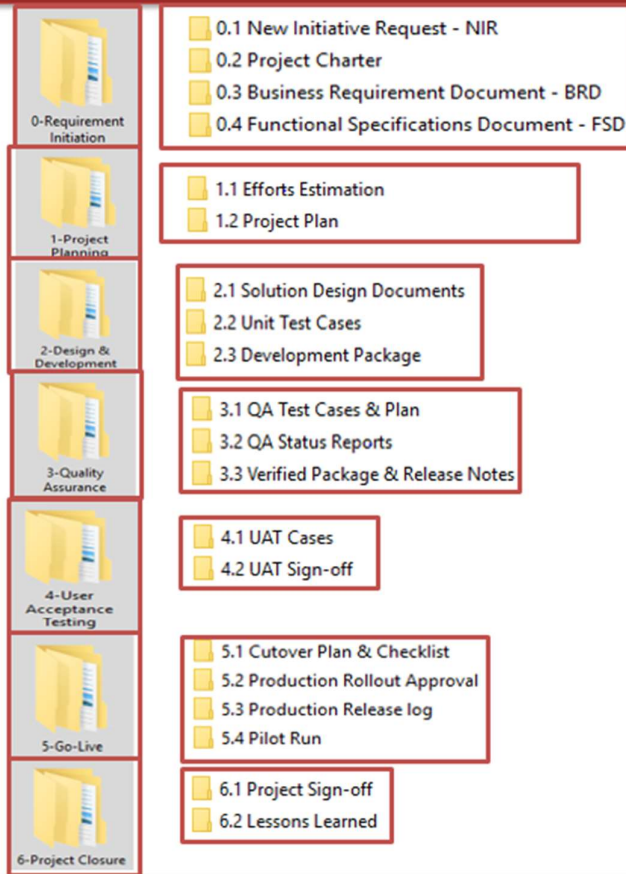 0-Requirement
Initiation
0.1 New Initiative Request - NIR
0.2 Project Charter
0.3 Business Requirement Document - BRD
0.4 Functional Specifications Document - FSD
1-Project
Planning
1.1 Efforts Estimation
1.2 Project Plan
2-Design &
Development
2.1 Solution Design Documents
2.2 Unit Test Cases
2.3 Development Package
3-Quality
Assurance
3.1 QA Test Cases & Plan
3.2 QA Status Reports
3.3 Verified Package & Release Notes
4-User
Acceptance
Testing
4.1 UAT Cases
4.2 UAT Sign-off
5-Go-Live
5.1 Cutover Plan & Checklist
5.2 Production Rollout Approval
5.3 Production Release log
5.4 Pilot Run
6-Project Closure
6.1 Project Sign-off
6.2 Lessons Learned